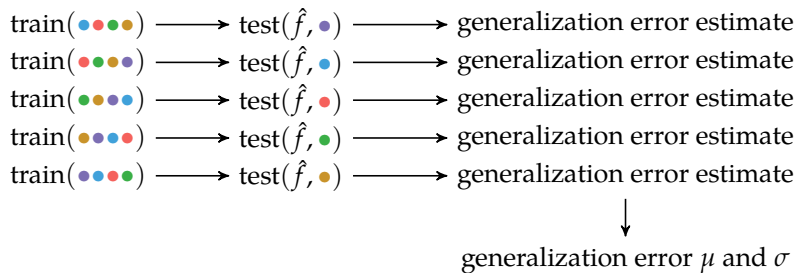 train(●●●●) → test(f̂, ●) → generalization error estimate
train(●●●●) → test(f̂, ●) → generalization error estimate
train(●●●●) → test(f̂, ●) → generalization error estimate
train(●●●●) → test(f̂, ●) → generalization error estimate
train(●●●●) → test(f̂, ●) → generalization error estimate
generalization error μ and σ